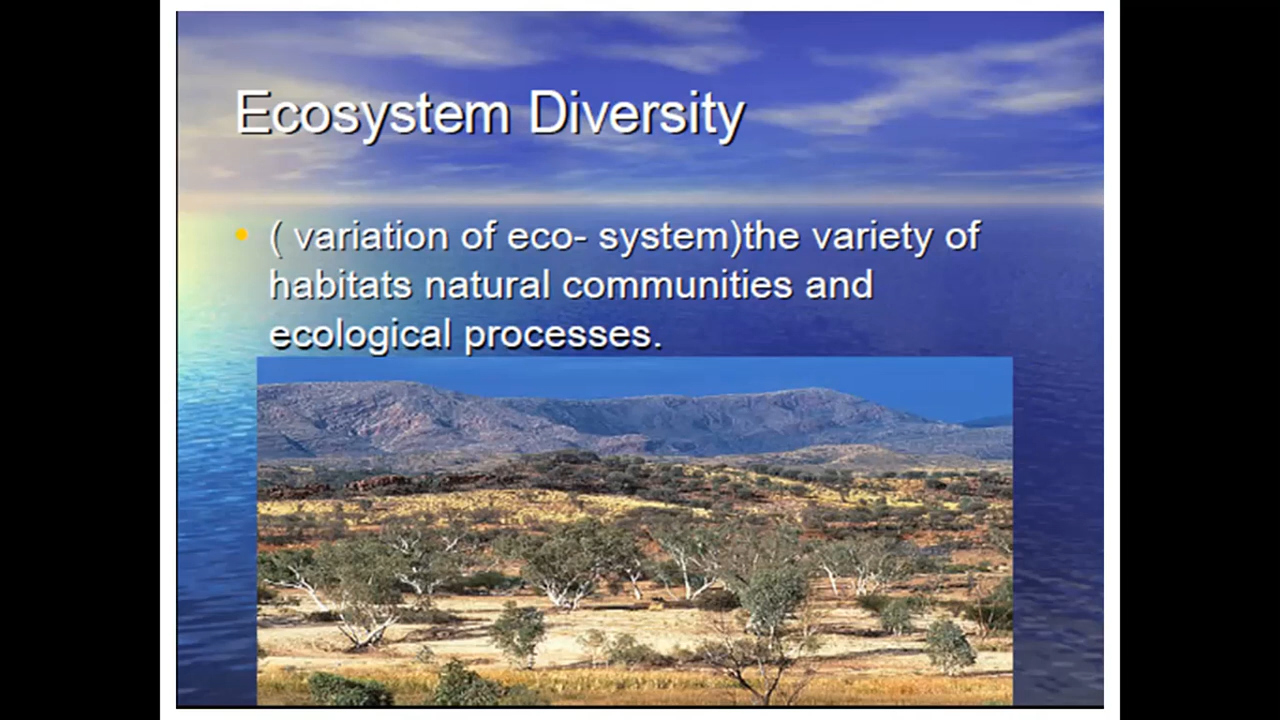 Ecosystem Diversity
( variation of eco- system)the variety of
habitats natural communities and
ecological processes.